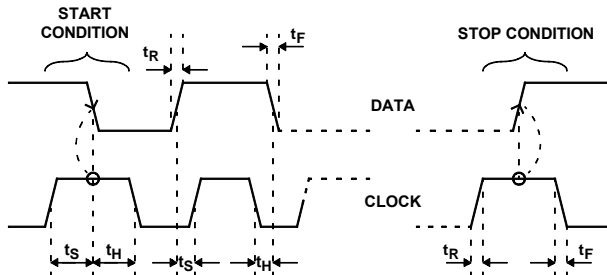 START
CONDITION
STOP CONDITION
tR
tF
DATA
CLOCK
tS
tH
tS
tH
tR
tF